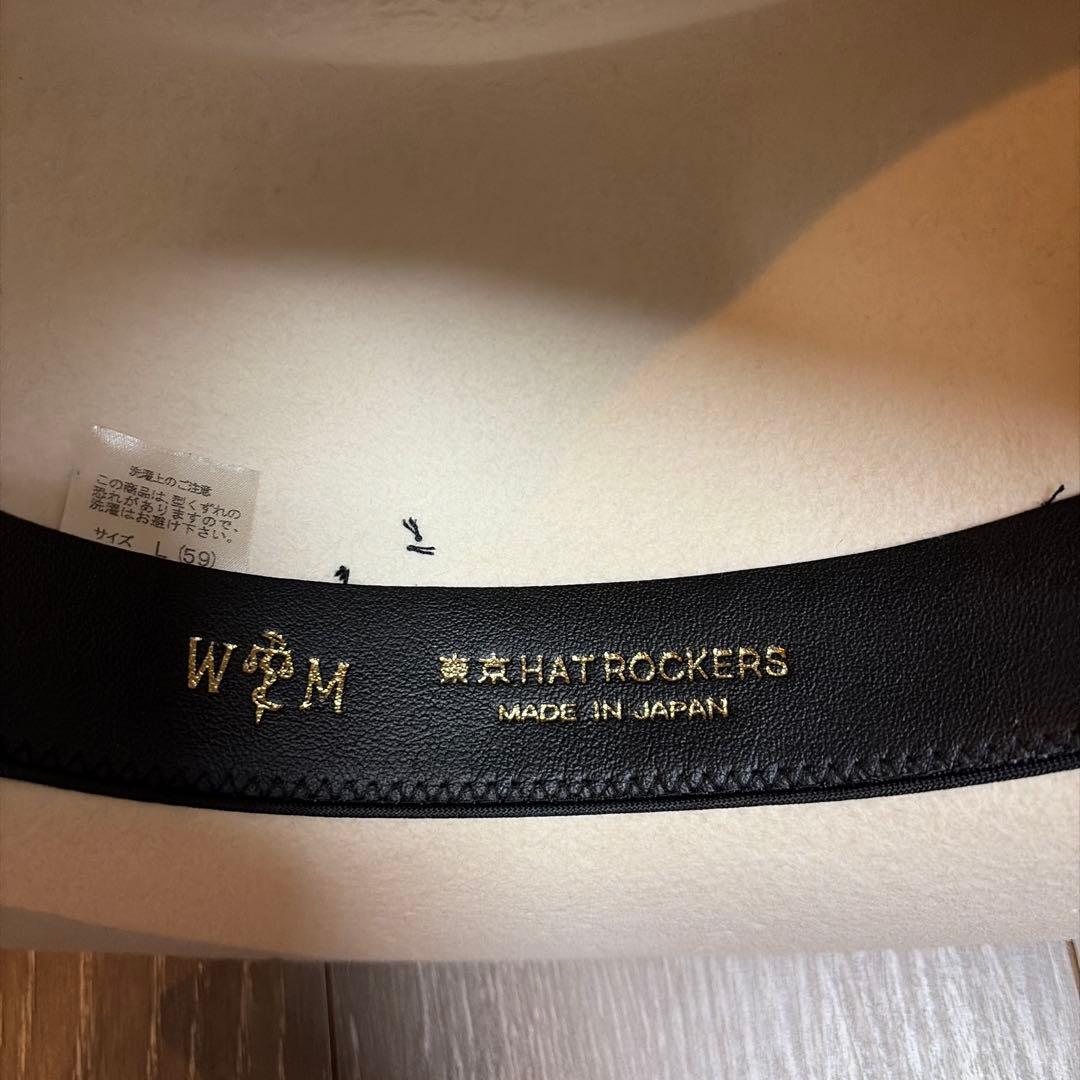 洗濯上のご注意
この商品は、型くずれの
恐れがありますので、
洗濯はお避け下さい。
サイズ L (59)
W M
東京HAT ROCKERS
MADE IN JAPAN